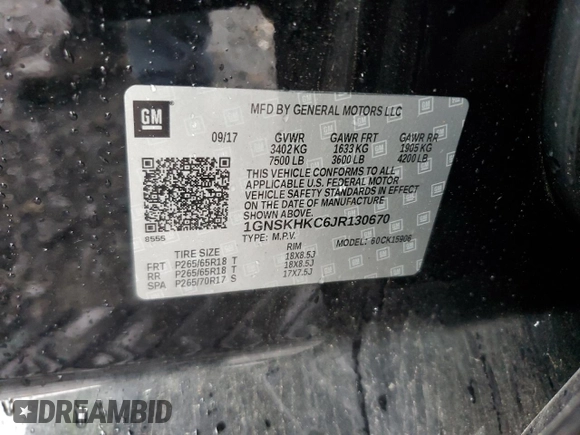 GM
MFD BY GENERAL MOTORS LLC
09/17 GVWR GAWR FRT GAWR RR
3402 KG 1633 KG 1905 KG
7500 LB 3600 LB 4200 LB
THIS VEHICLE CONFORMS TO ALL
APPLICABLE U.S. FEDERAL MOTOR
VEHICLE SAFETY STANDARDS IN EFFECT
ON THE DATE OF MANUFACTURE SHOWN
ABOVE.
1GNSKHKC6JR130670
8555 TYPE: M.P.V. MODEL: 60CK15906
TIRE SIZE RIM
FRT P265/65R18 T 18X8.5J
RR P265/65R18 T 18X8.5J
SPA P265/70R17 S 17X7.5J
DREAMBID